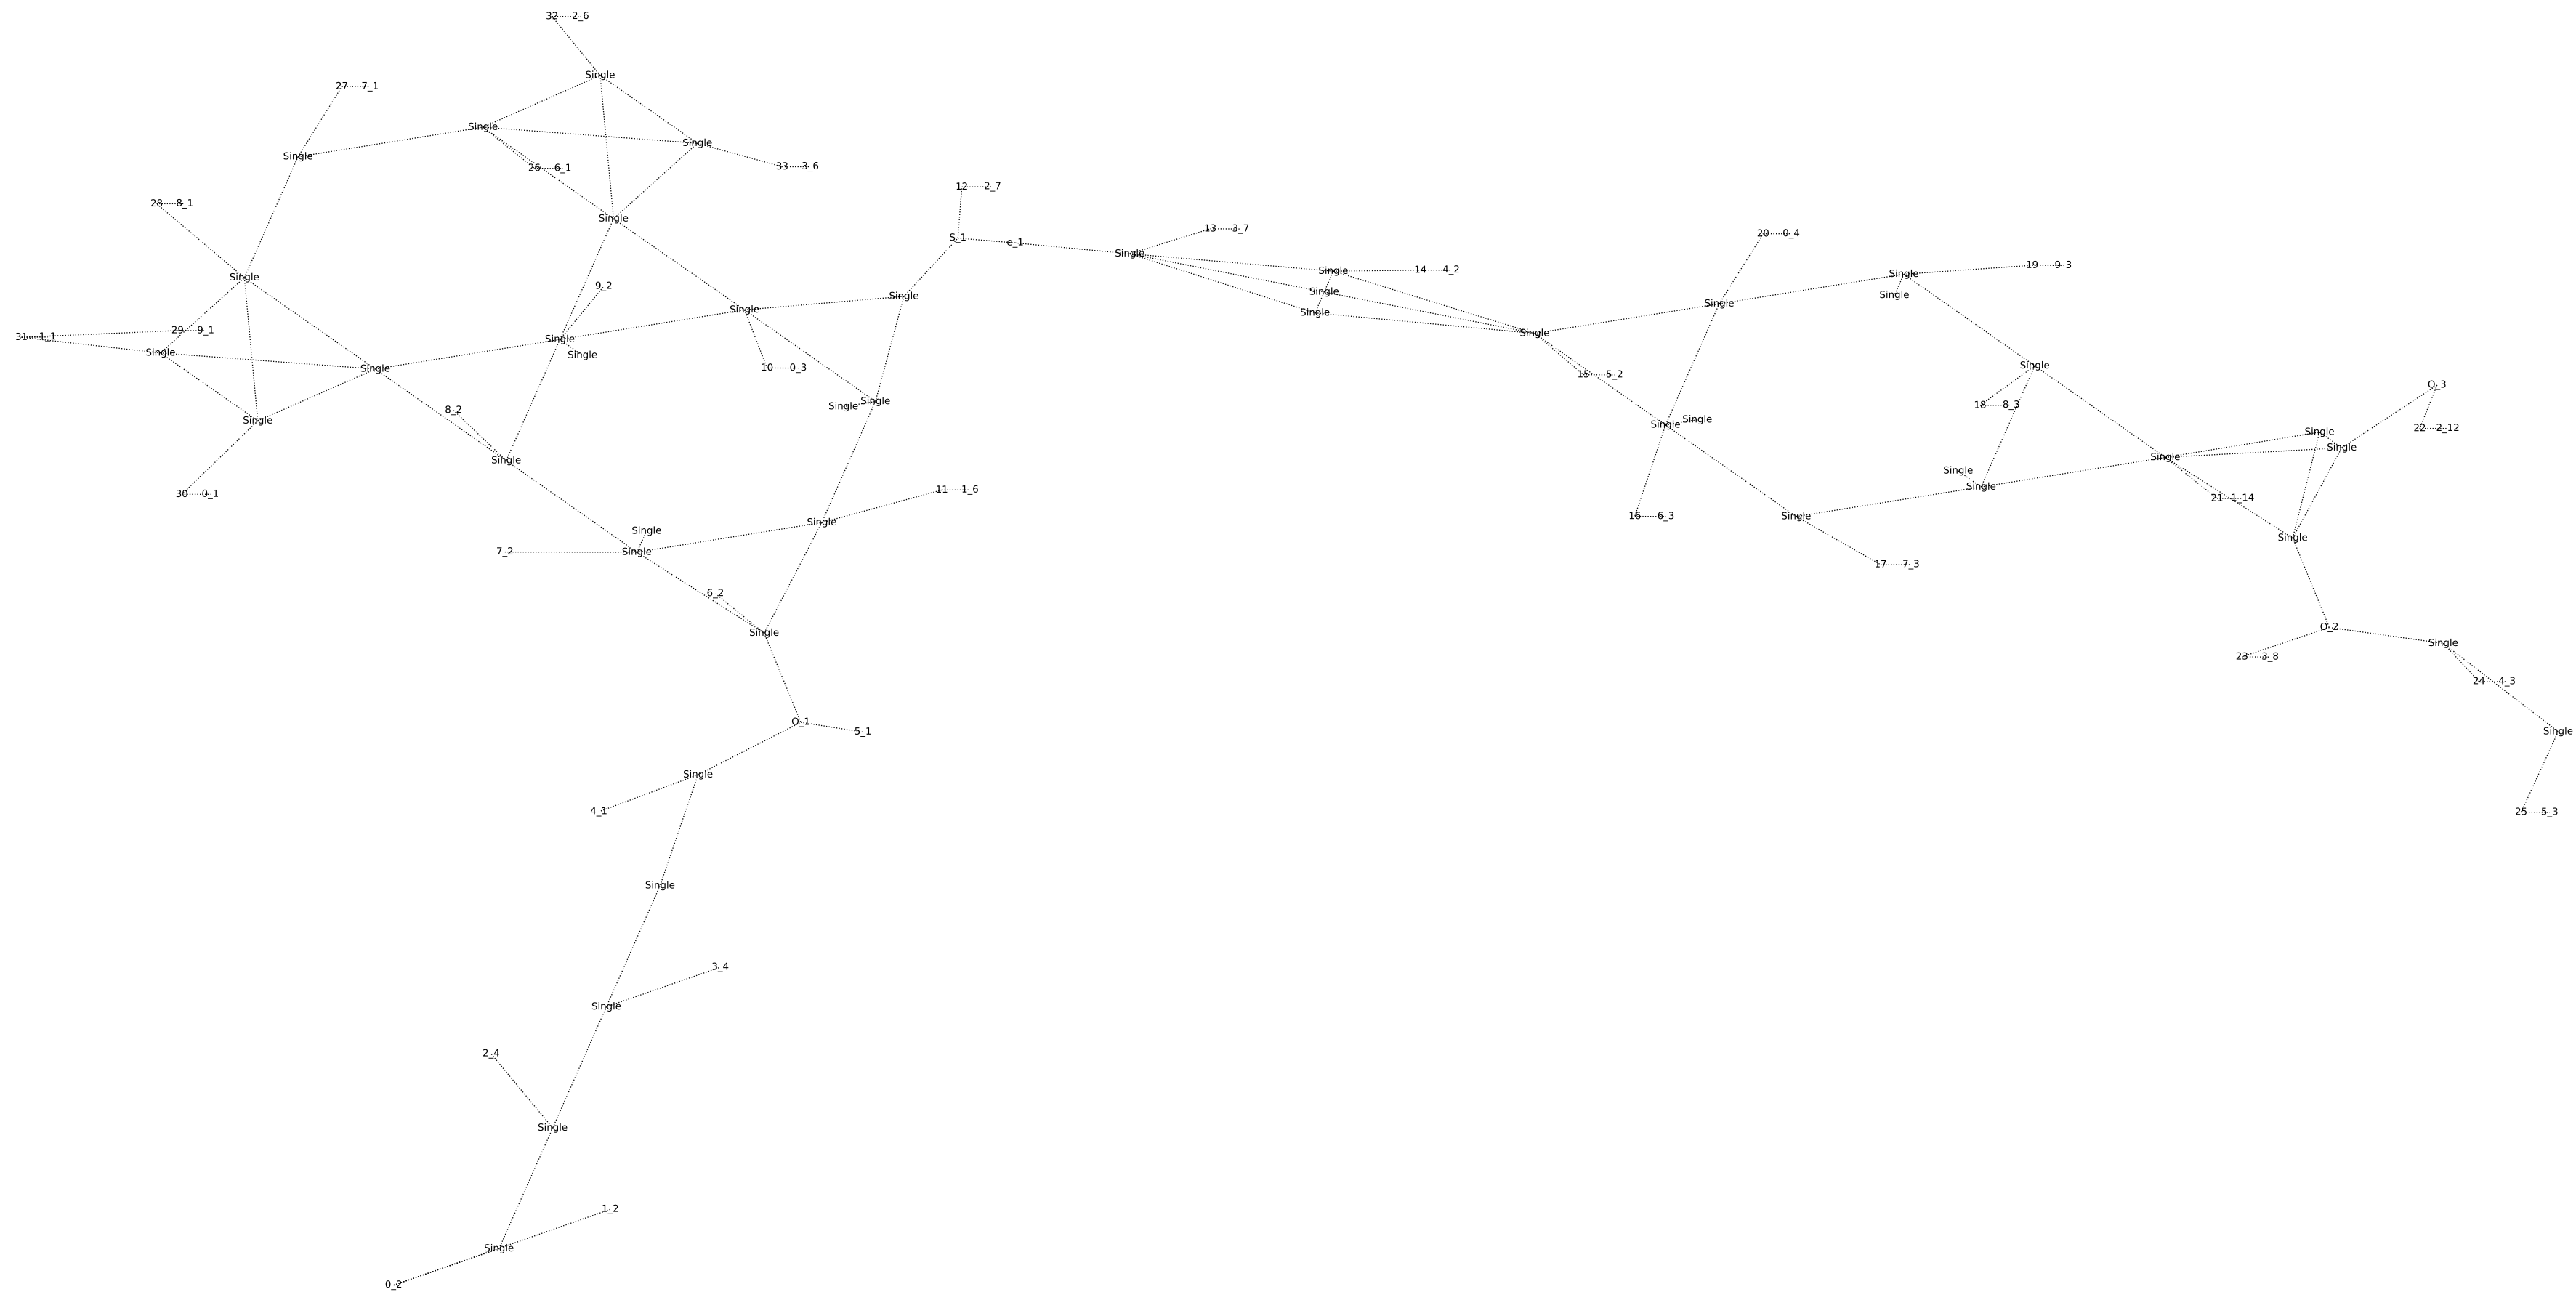 32 2_6
Single
27 7_1
Single
Single
Single
26 6_1
33 3_6
12 2_7
28 8_1
Single
13 3_7
20 0_4
S_1
e_1
Single
19 9_3
14 4_2
Single
Single
Single
9_2
Single
Single
Single
Single
Single
Single
29 9_1
Single
31 1_1
Single
Single
Single
Single
Single
10 0_3
15 5_2
O_3
Single
Single
18 8_3
8_2
Single
Single
Single
22 2_12
Single
Single
Single
Single
Single
Single
11 1_6
30 0_1
21 1_14
16 6_3
Single
Single
Single
Single
7_2
Single
17 7_3
6_2
O_2
Single
Single
23 3_8
24 4_3
O_1
5_1
Single
Single
4_1
25 5_3
Single
3_4
Single
2_4
Single
1_2
Single
0_2